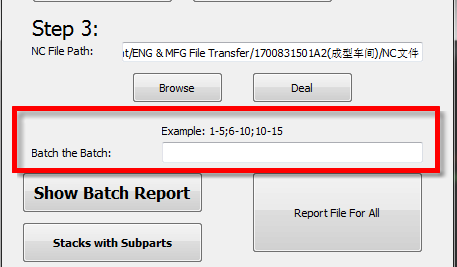 Step 3:
NC File Path: nt/ENG & MFG File Transfer/1700831501A2(成型车间)/NC文件
Browse Deal
Example: 1-5;6-10;10-15
Batch the Batch:
Show Batch Report
Report File For All
Stacks with Subparts